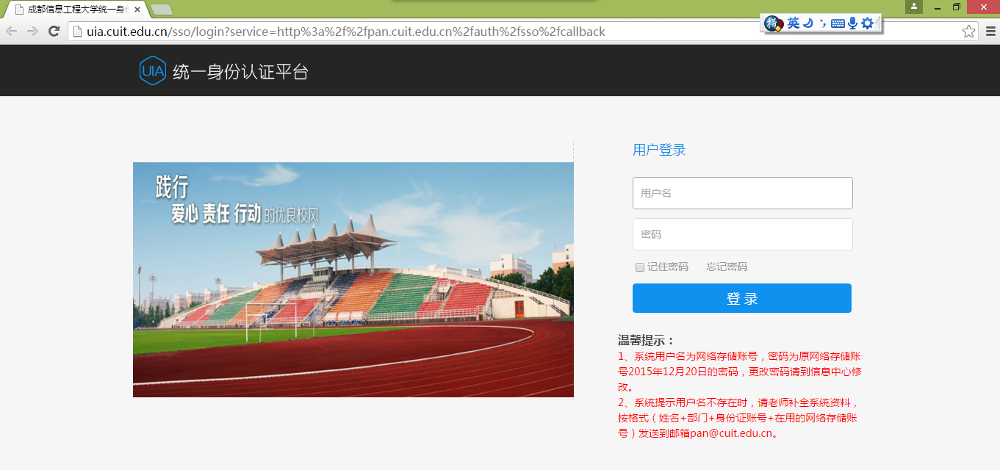 成都信息工程大学统一身
uia.cuit.edu.cn/sso/login?service=http%3a%2f%2fpan.cuit.edu.cn%2fauth%2fsso%2fcallback
英
UIA 统一身份认证平台
用户登录
践行
爱心 责任 行动 的优良校风
用户名
密码
记住密码 忘记密码
登 录
温馨提示：
1、系统用户名为网络存储账号，密码为原网络存储账
号2015年12月20日的密码，更改密码请到信息中心修
改。
2、系统提示用户名不存在时，请老师补全系统资料，
按格式（姓名+部门+身份证账号+在用的网络存储账
号）发送到邮箱pan@cuit.edu.cn。